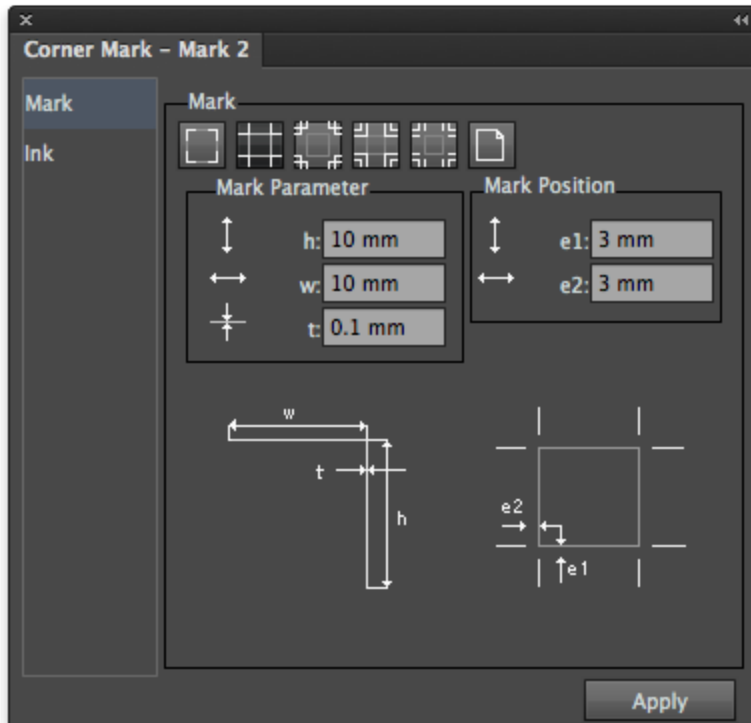 Corner Mark – Mark 2
Mark
Ink
Mark
Mark Parameter
h: 10 mm
w: 10 mm
t: 0.1 mm
Mark Position
e1: 3 mm
e2: 3 mm
w
t
h
e2
e1
Apply